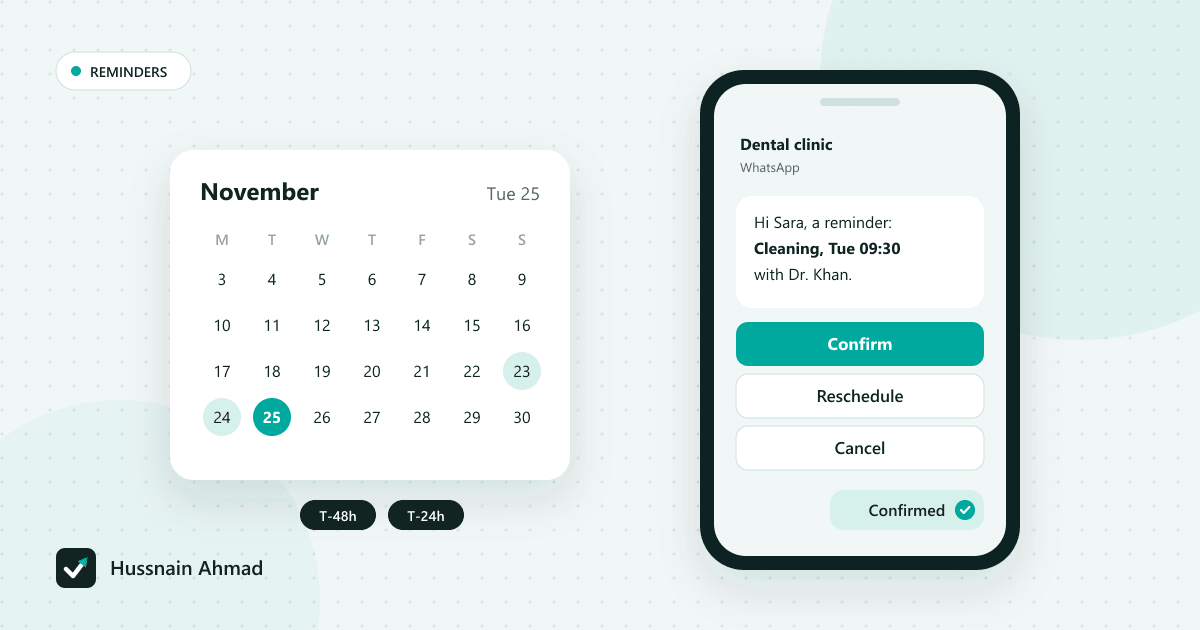 REMINDERS
November Tue 25
M T W T F S S
3 4 5 6 7 8 9
10 11 12 13 14 15 16
17 18 19 20 21 22 23
24 25 26 27 28 29 30
T-48h T-24h
Hussnain Ahmad
Dental clinic
WhatsApp
Hi Sara, a reminder:
Cleaning, Tue 09:30
with Dr. Khan.
Confirm
Reschedule
Cancel
Confirmed